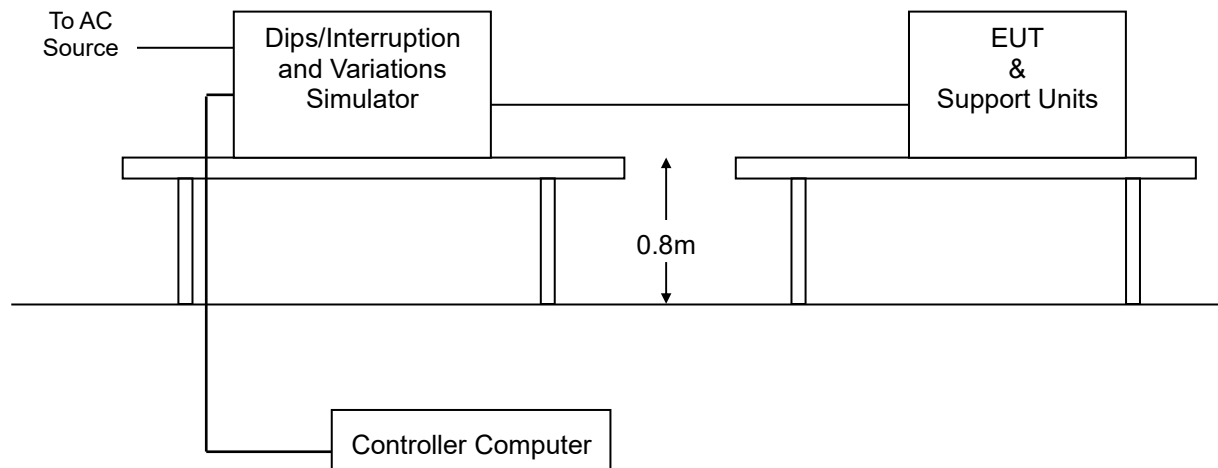 To AC
Source
Dips/Interruption
and Variations
Simulator
EUT
&
Support Units
0.8m
Controller Computer